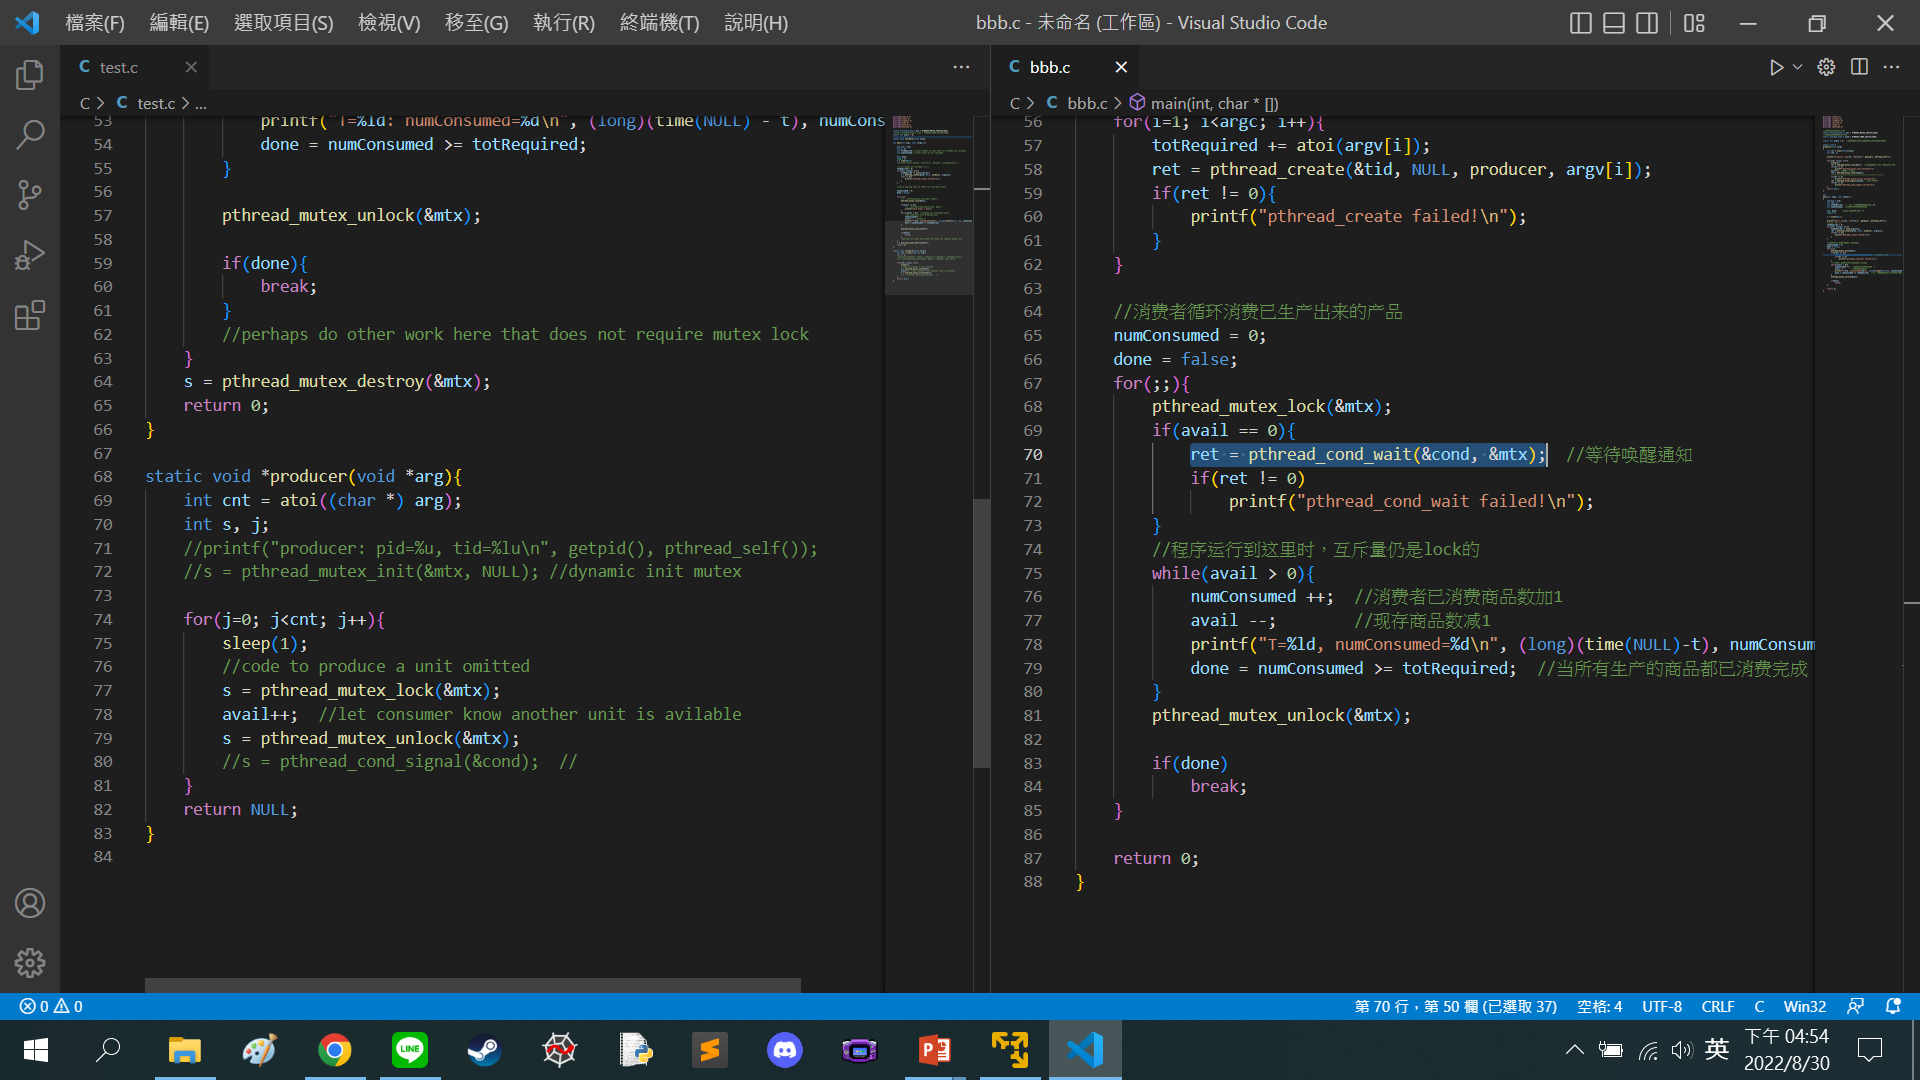 檔案(F) 編輯(E) 選取項目(S) 檢視(V) 移至(G) 執行(R) 終端機(T) 說明(H) bbb.c - 未命名 (工作區) - Visual Studio Code
C test.c
C > C test.c > ...
53 printf("T=%ld: numConsumed=%d\n", (long)(time(NULL) - t), numCons
54 done = numConsumed >= totRequired;
55 }
56
57 pthread_mutex_unlock(&mtx);
58
59 if(done){
60 break;
61 }
62 //perhaps do other work here that does not require mutex lock
63 }
64 s = pthread_mutex_destroy(&mtx);
65 return 0;
66 }
67
68 static void *producer(void *arg){
69 int cnt = atoi((char *) arg);
70 int s, j;
71 //printf("producer: pid=%u, tid=%lu\n", getpid(), pthread_self());
72 //s = pthread_mutex_init(&mtx, NULL); //dynamic init mutex
73
74 for(j=0; j<cnt; j++){
75 sleep(1);
76 //code to produce a unit omitted
77 s = pthread_mutex_lock(&mtx);
78 avail++; //let consumer know another unit is avilable
79 s = pthread_mutex_unlock(&mtx);
80 //s = pthread_cond_signal(&cond); //
81 }
82 return NULL;
83 }
84
C bbb.c
C > C bbb.c > main(int, char * [])
56 for(i=1; i<argc; i++){
57 totRequired += atoi(argv[i]);
58 ret = pthread_create(&tid, NULL, producer, argv[i]);
59 if(ret != 0){
60 printf("pthread_create failed!\n");
61 }
62 }
63
64 //消费者循环消费已生产出来的产品
65 numConsumed = 0;
66 done = false;
67 for(;;){
68 pthread_mutex_lock(&mtx);
69 if(avail == 0){
70 ret = pthread_cond_wait(&cond, &mtx); //等待唤醒通知
71 if(ret != 0)
72 printf("pthread_cond_wait failed!\n");
73 }
74 //程序运行到这里时，互斥量仍是lock的
75 while(avail > 0){
76 numConsumed ++; //消费者已消费商品数加1
77 avail --; //现存商品数减1
78 printf("T=%ld, numConsumed=%d\n", (long)(time(NULL)-t), numConsum
79 done = numConsumed >= totRequired; //当所有生产的商品都已消费完成
80 }
81 pthread_mutex_unlock(&mtx);
82
83 if(done)
84 break;
85 }
86
87 return 0;
88 }
0 0 第 70 行，第 50 欄 (已選取 37) 空格: 4 UTF-8 CRLF C Win32
LINE 英 下午 04:54
2022/8/30